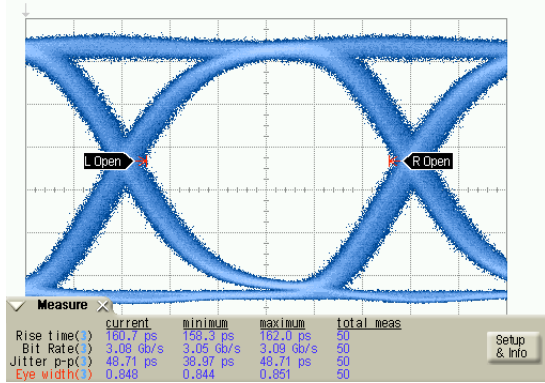 L Open R Open
Measure
current minimum maximum total meas
Rise time(3) 160.7 ps 158.3 ps 162.0 ps 50
Bit Rate(3) 3.08 Gb/s 3.05 Gb/s 3.09 Gb/s 50
Jitter p-p(3) 48.71 ps 38.97 ps 48.71 ps 50
Eye width(3) 0.848 0.844 0.851 50
Setup
& Info